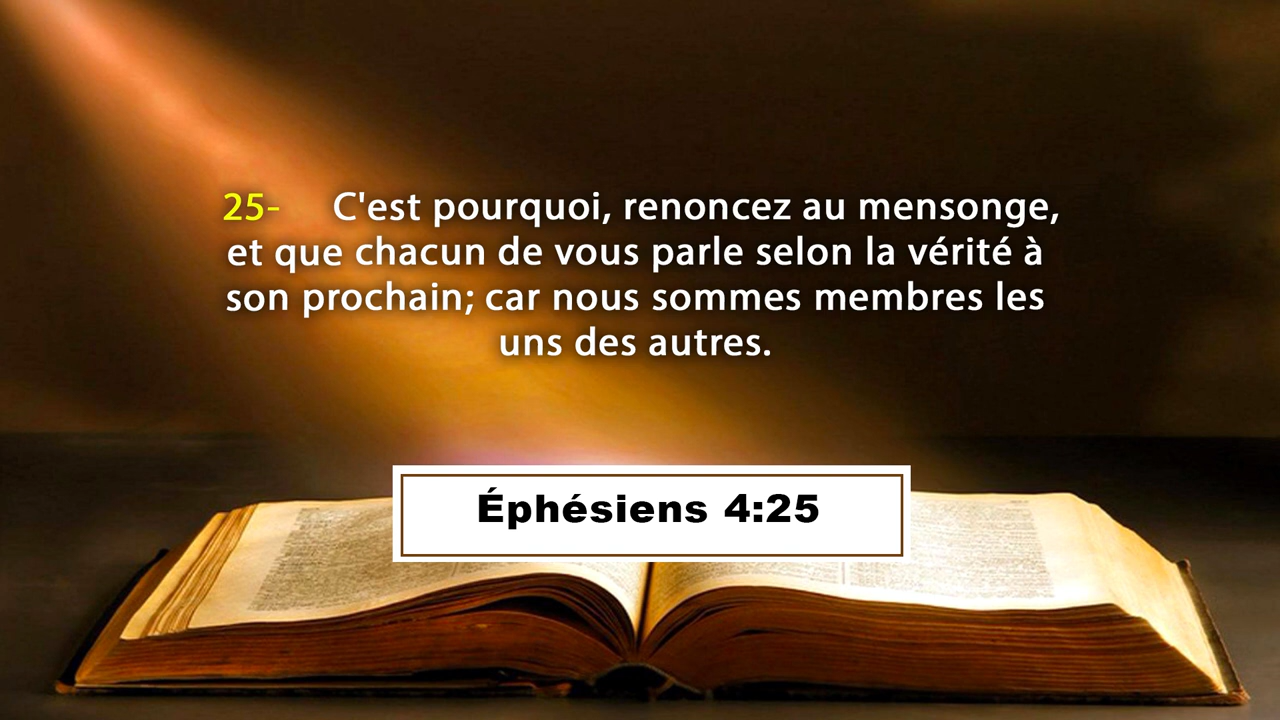 25- C'est pourquoi, renoncez au mensonge,
et que chacun de vous parle selon la vérité à
son prochain; car nous sommes membres les
uns des autres.
Éphésiens 4:25